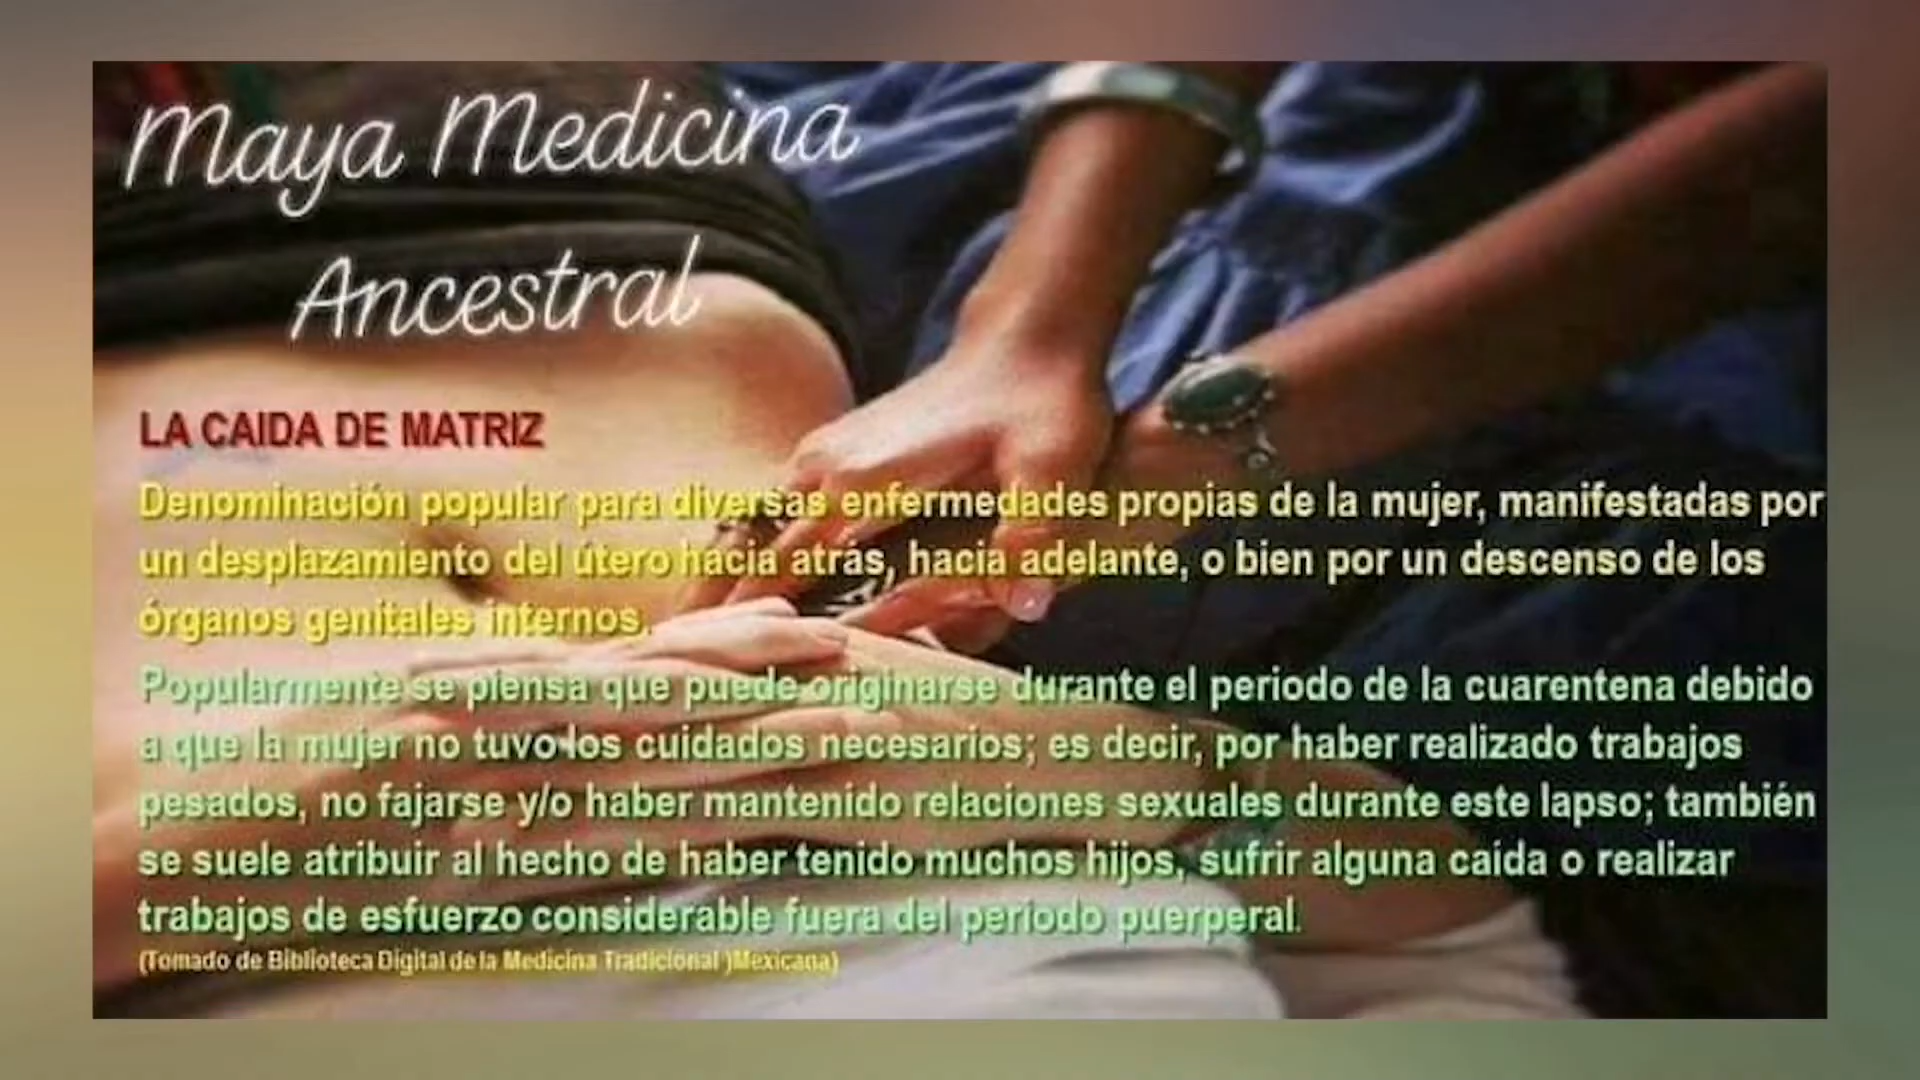 Maya Medicina
Ancestral
LA CAIDA DE MATRIZ
Denominación popular para diversas enfermedades propias de la mujer, manifestadas por
un desplazamiento del útero hacia atrás, hacia adelante, o bien por un descenso de los
órganos genitales internos.
Popularmente se piensa que puede originarse durante el periodo de la cuarentena debido
a que la mujer no tuvo los cuidados necesarios; es decir, por haber realizado trabajos
pesados, no fajarse y/o haber mantenido relaciones sexuales durante este lapso; también
se suele atribuir al hecho de haber tenido muchos hijos, sufrir alguna caída o realizar
trabajos de esfuerzo considerable fuera del periodo puerperal.
(Tomado de Biblioteca Digital de la Medicina Tradicional )Mexicana)